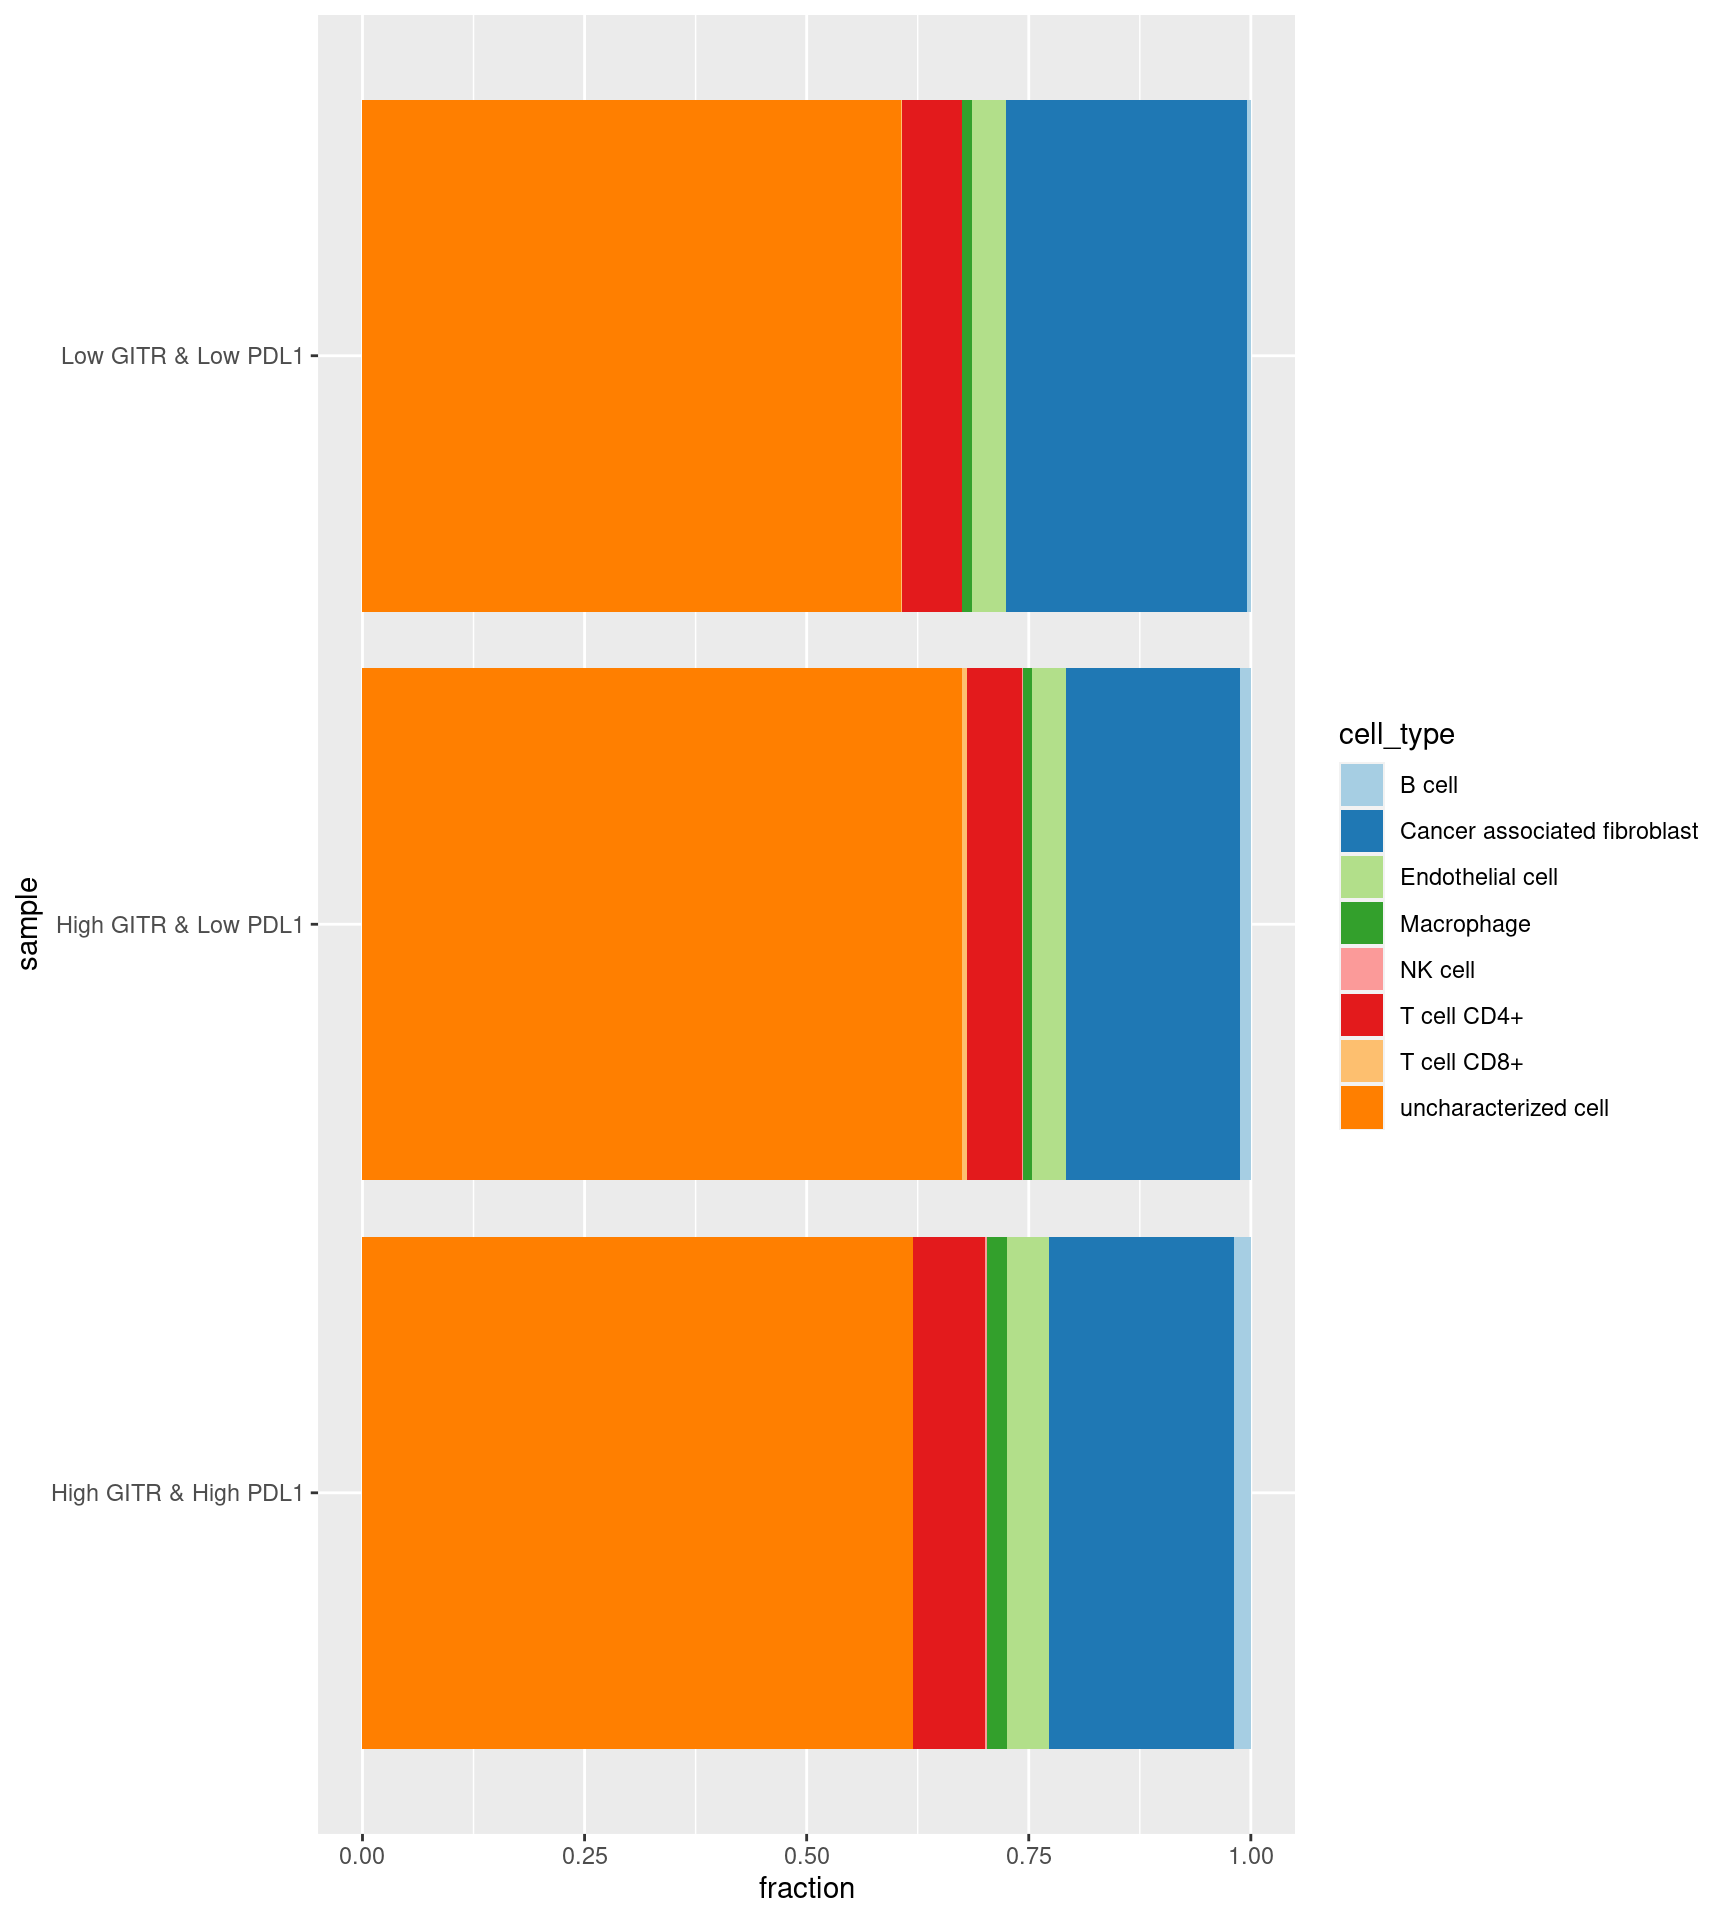 Low GITR & Low PDL1
High GITR & Low PDL1
High GITR & High PDL1
sample
0.00 0.25 0.50 0.75 1.00
fraction
cell_type
B cell
Cancer associated fibroblast
Endothelial cell
Macrophage
NK cell
T cell CD4+
T cell CD8+
uncharacterized cell